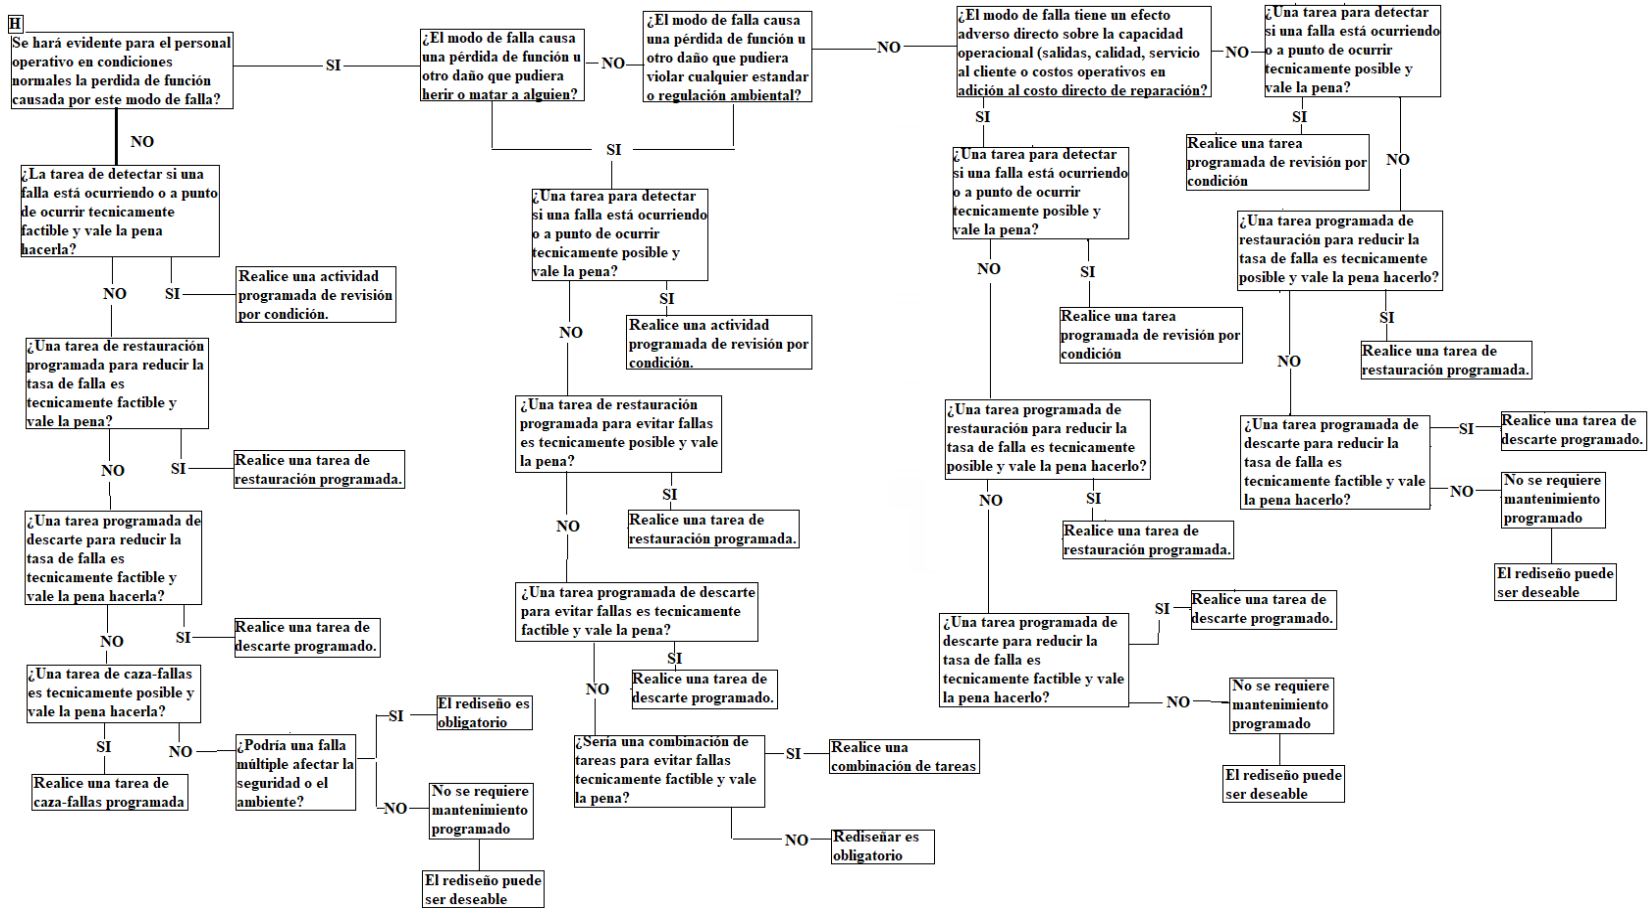 H
Se hará evidente para el personal
operativo en condiciones
normales la perdida de función
causada por este modo de falla?
SI
NO
¿La tarea de detectar si una
falla está ocurriendo o a punto
de ocurrir tecnicamente
factible y vale la pena
hacerla?
NO
SI
Realice una actividad
programada de revisión
por condición.
¿Una tarea de restauración
programada para reducir la
tasa de falla es
tecnicamente factible y
vale la pena?
NO
SI
Realice una tarea de
restauración programada.
¿Una tarea programada de
descarte para reducir la
tasa de falla es
tecnicamente factible y
vale la pena hacerla?
NO
SI
Realice una tarea de
descarte programado.
¿Una tarea de caza-fallas
es tecnicamente posible y
vale la pena hacerla?
SI
NO
Realice una tarea de
caza-fallas programada
¿Podría una falla
múltiple afectar la
seguridad o el
ambiente?
SI
El rediseño es
obligatorio
NO
No se requiere
mantenimiento
programado
El rediseño puede
ser deseable
¿El modo de falla causa
una pérdida de función u
otro daño que pudiera
herir o matar a alguien?
NO
¿El modo de falla causa
una pérdida de función u
otro daño que pudiera
violar cualquier estandar
o regulación ambiental?
NO
SI
¿Una tarea para detectar
si una falla está ocurriendo
o a punto de ocurrir
tecnicamente posible y
vale la pena?
NO
SI
Realice una actividad
programada de revisión por
condición.
¿Una tarea de restauración
programada para evitar fallas
es tecnicamente posible y vale
la pena?
NO
SI
Realice una tarea de
restauración programada.
¿Una tarea programada de descarte
para evitar fallas es tecnicamente
factible y vale la pena?
NO
SI
Realice una tarea de
descarte programado.
¿Sería una combinación de
tareas para evitar fallas
tecnicamente factible y vale
la pena?
SI
Realice una
combinación de tareas
NO
Rediseñar es
obligatorio
¿El modo de falla tiene un efecto
adverso directo sobre la capacidad
operacional (salidas, calidad, servicio
al cliente o costos operativos en
adición al costo directo de reparación?
NO
SI
¿Una tarea para detectar
si una falla está ocurriendo
o a punto de ocurrir
tecnicamente posible y
vale la pena?
NO
SI
Realice una tarea
programada de revisión por
condición
¿Una tarea programada de
restauración para reducir la
tasa de falla es tecnicamente
posible y vale la pena hacerlo?
NO
SI
Realice una tarea de
restauración programada.
¿Una tarea programada de
descarte para reducir la
tasa de falla es
tecnicamente factible y vale
la pena hacerlo?
SI
Realice una tarea de
descarte programado.
NO
No se requiere
mantenimiento
programado
El rediseño puede
ser deseable
¿Una tarea para detectar
si una falla está ocurriendo
o a punto de ocurrir
tecnicamente posible y
vale la pena?
SI
Realice una tarea
programada de revisión por
condición
NO
¿Una tarea programada de
restauración para reducir la
tasa de falla es tecnicamente
posible y vale la pena hacerlo?
NO
SI
Realice una tarea de
restauración programada.
¿Una tarea programada de
descarte para reducir la
tasa de falla es
tecnicamente factible y vale
la pena hacerlo?
SI
Realice una tarea de
descarte programado.
NO
No se requiere
mantenimiento
programado
El rediseño puede
ser deseable